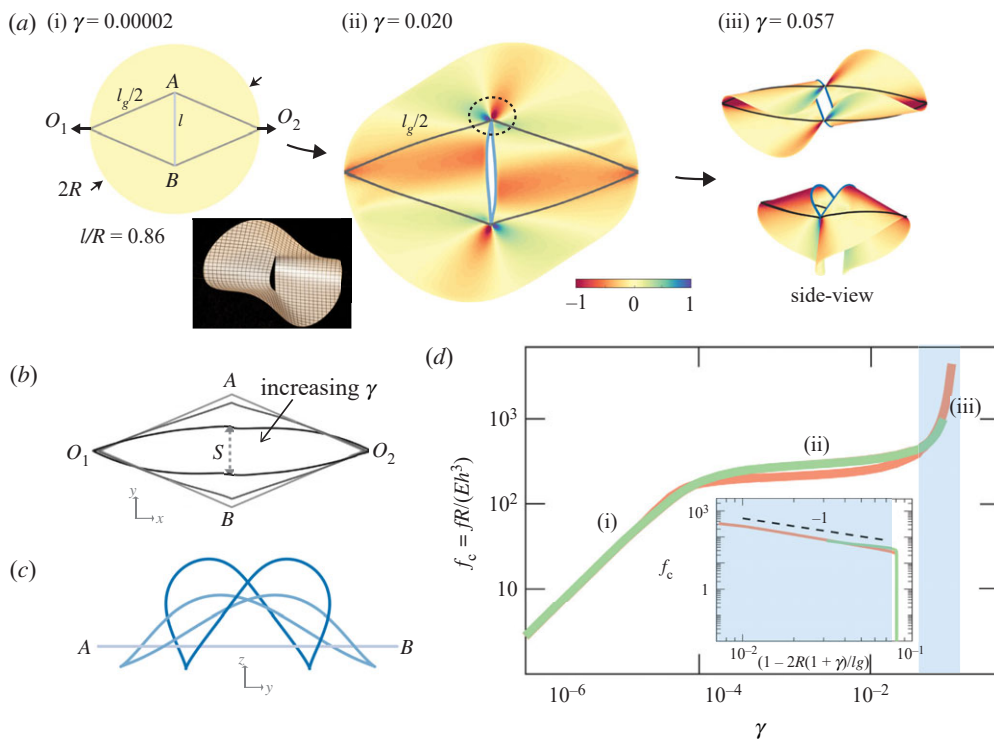 (a) (i) γ = 0.00002
(ii) γ = 0.020
(iii) γ = 0.057
A
l_g/2
O_1
l
O_2
B
2R
l/R = 0.86
l_g/2
–1 0 1
side-view
(b)
A
increasing γ
O_1
S
O_2
y
x
B
(c)
A
B
z
y
(d)
f_c = fR/(Eh^3)
10^3
10^2
10
(i)
(ii)
(iii)
10^3
–1
f_c
1
10^–2
10^–1
(1 – 2R(1 + γ)/lg)
10^–6
10^–4
10^–2
γ